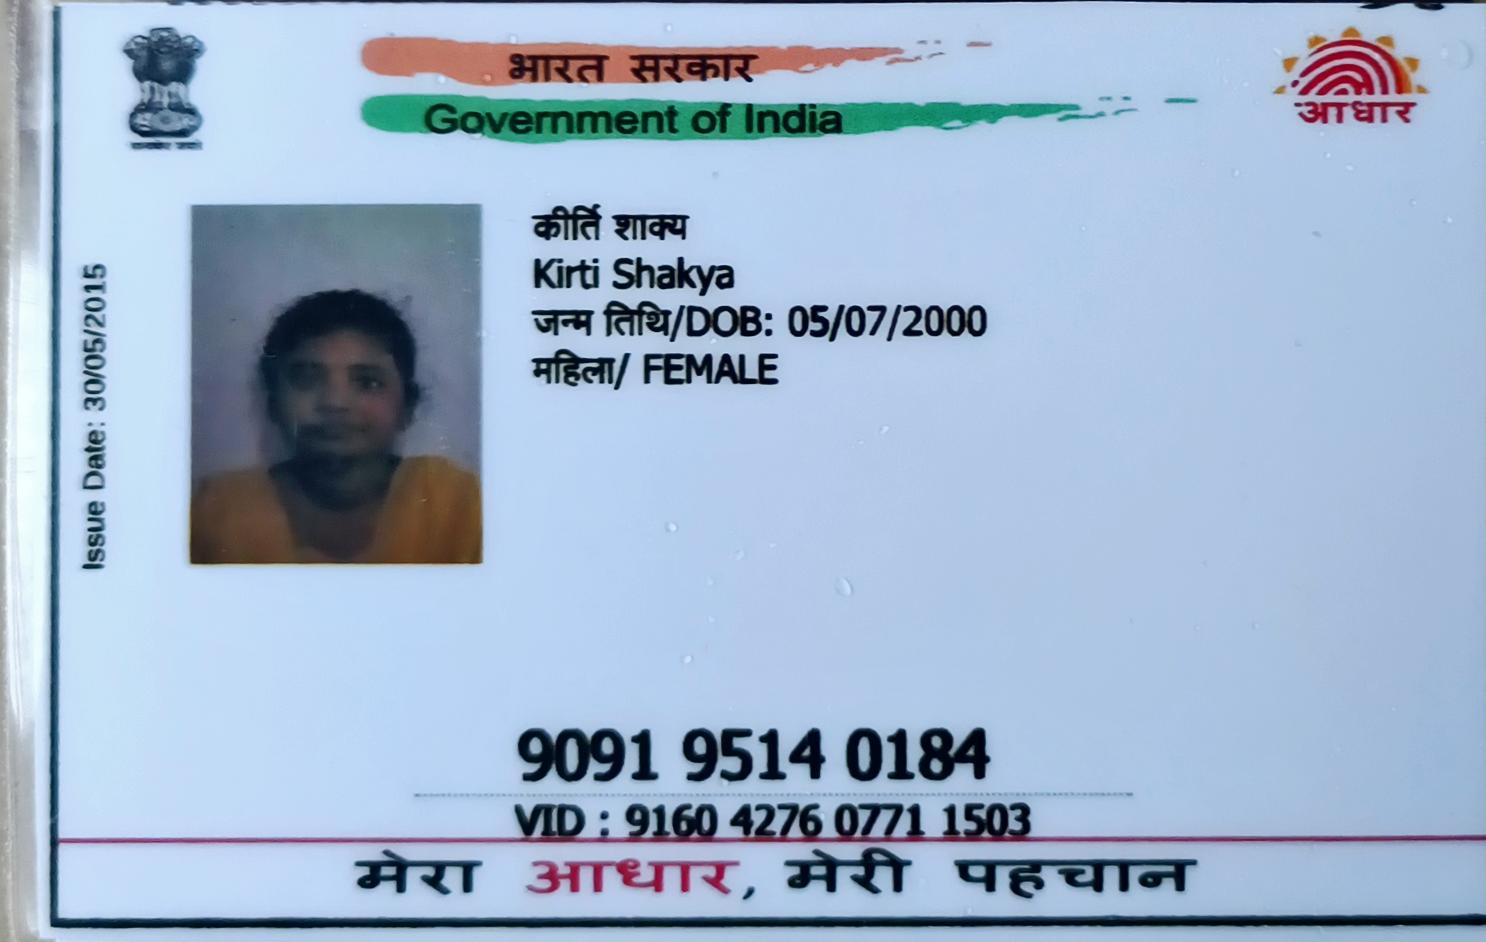 भारत सरकार
Government of India
आधार
Issue Date: 30/05/2015
कीर्ति शाक्य
Kirti Shakya
जन्म तिथि/DOB: 05/07/2000
महिला/ FEMALE
9091 9514 0184
VID : 9160 4276 0771 1503
मेरा आधार, मेरी पहचान